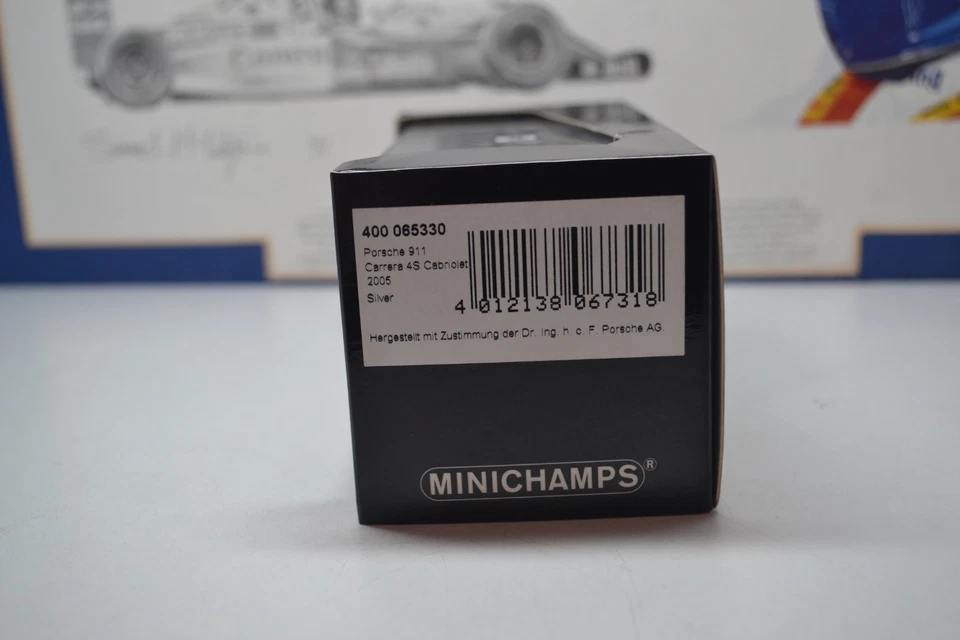 400 065330
Porsche 911
Carrera 4S Cabriolet
2005
Silver
4 012138 067318
Hergestellt mit Zustimmung der Dr. Ing. h. c. F. Porsche AG.
MINICHAMPS®